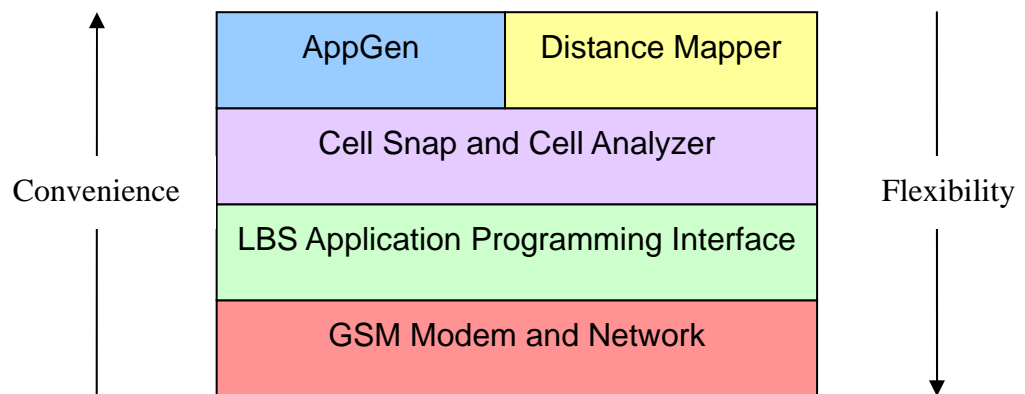 AppGen
Distance Mapper
Cell Snap and Cell Analyzer
Convenience
Flexibility
LBS Application Programming Interface
GSM Modem and Network